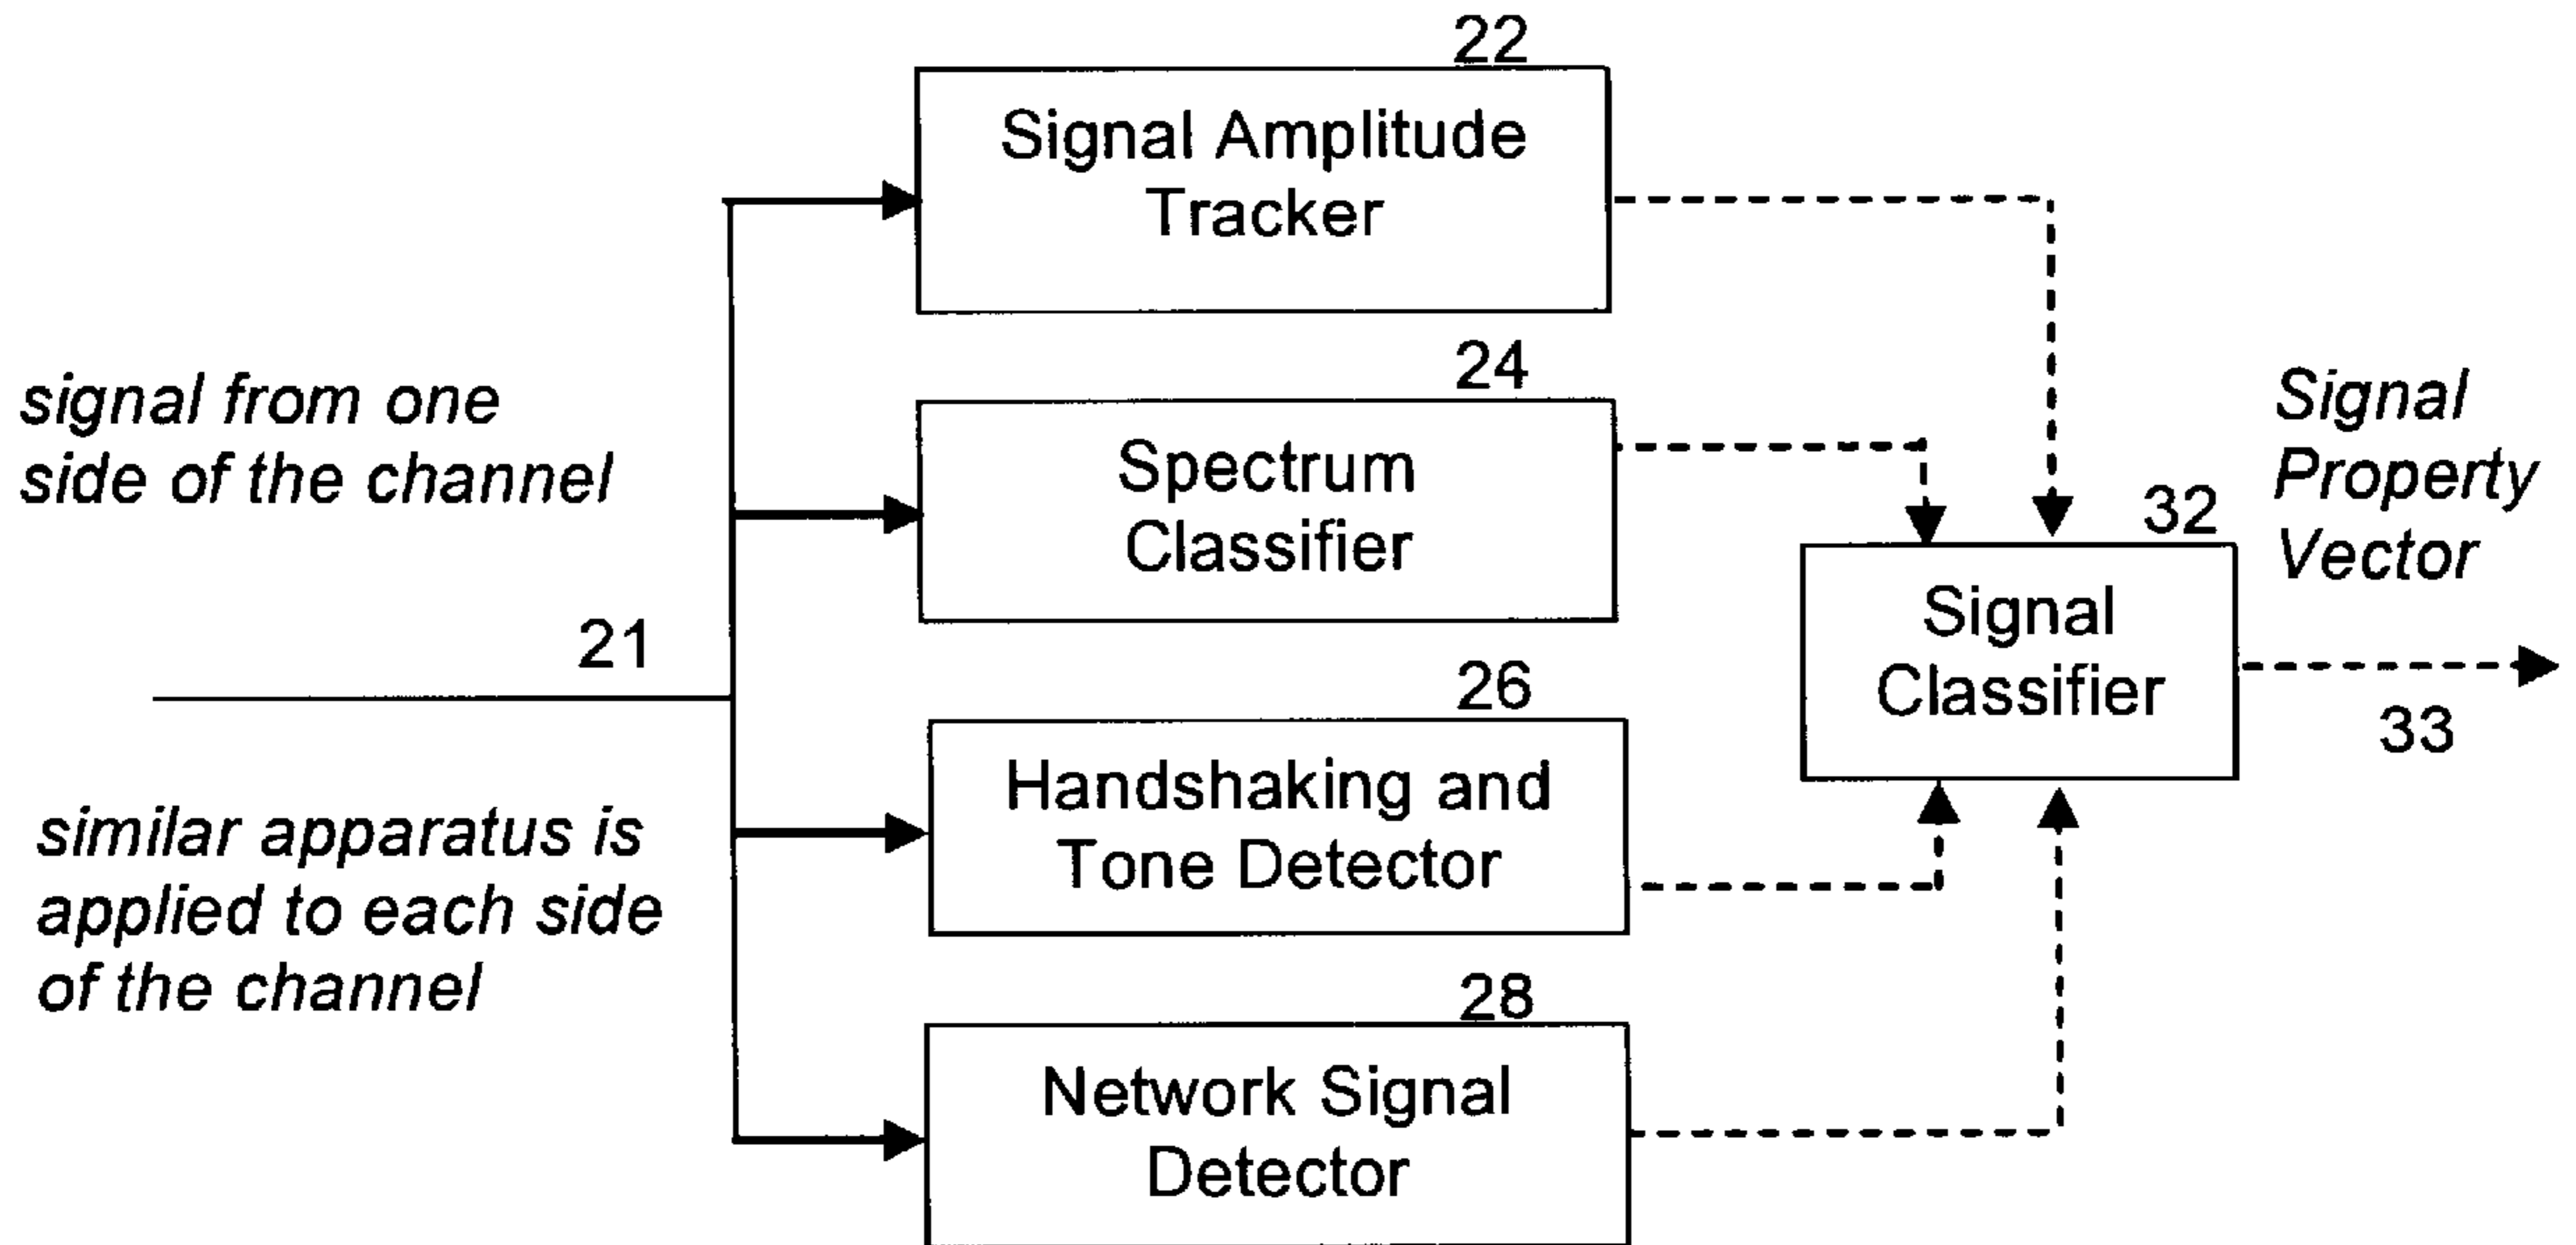 22
Signal Amplitude
Tracker
signal from one
side of the channel
24
Spectrum
Classifier
Signal
Property
Vector
32
Signal
Classifier
33
21
26
Handshaking and
Tone Detector
similar apparatus is
applied to each side
of the channel
28
Network Signal
Detector